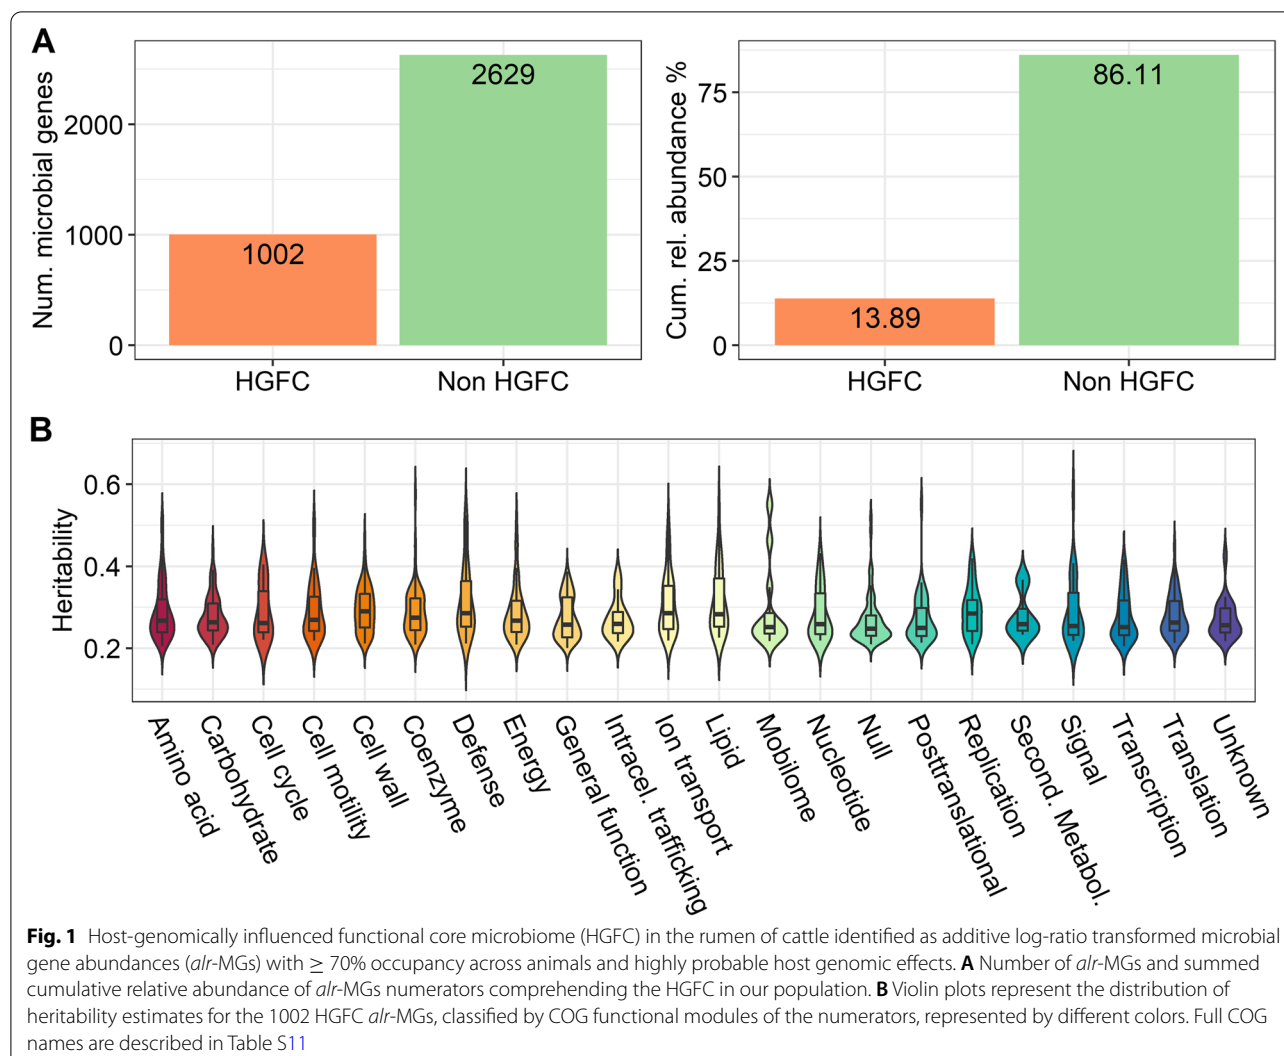 A
Num. microbial genes
2000
1000
0
2629
1002
HGFC
Non HGFC
Cum. rel. abundance %
75
50
25
0
86.11
13.89
HGFC
Non HGFC
B
Heritability
0.6
0.4
0.2
Amino acid
Carbohydrate
Cell cycle
Cell motility
Cell wall
Coenzyme
Defense
Energy
General function
Intracel. trafficking
Ion transport
Lipid
Mobilome
Nucleotide
Null
Posttranslational
Replication
Second. Metabol.
Signal
Transcription
Translation
Unknown
Fig. 1 Host-genomically influenced functional core microbiome (HGFC) in the rumen of cattle identified as additive log-ratio transformed microbial
gene abundances (alr-MGs) with ≥ 70% occupancy across animals and highly probable host genomic effects. A Number of alr-MGs and summed
cumulative relative abundance of alr-MGs numerators comprehending the HGFC in our population. B Violin plots represent the distribution of
heritability estimates for the 1002 HGFC alr-MGs, classified by COG functional modules of the numerators, represented by different colors. Full COG
names are described in Table S11